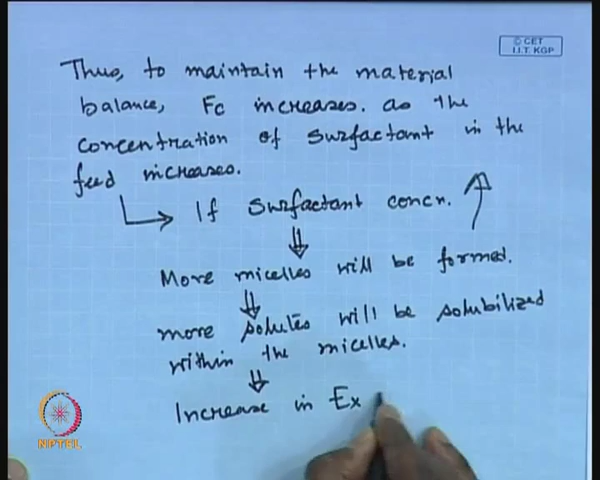 © CET
I.I.T. KGP
Thus, to maintain the material
balance, Fc increases. as the
concentration of surfactant in the
feed increases.
If surfactant concn.
More micelles will be formed.
more solutes will be solubilized
within the micelles.
Increase in Ex
NPTEL